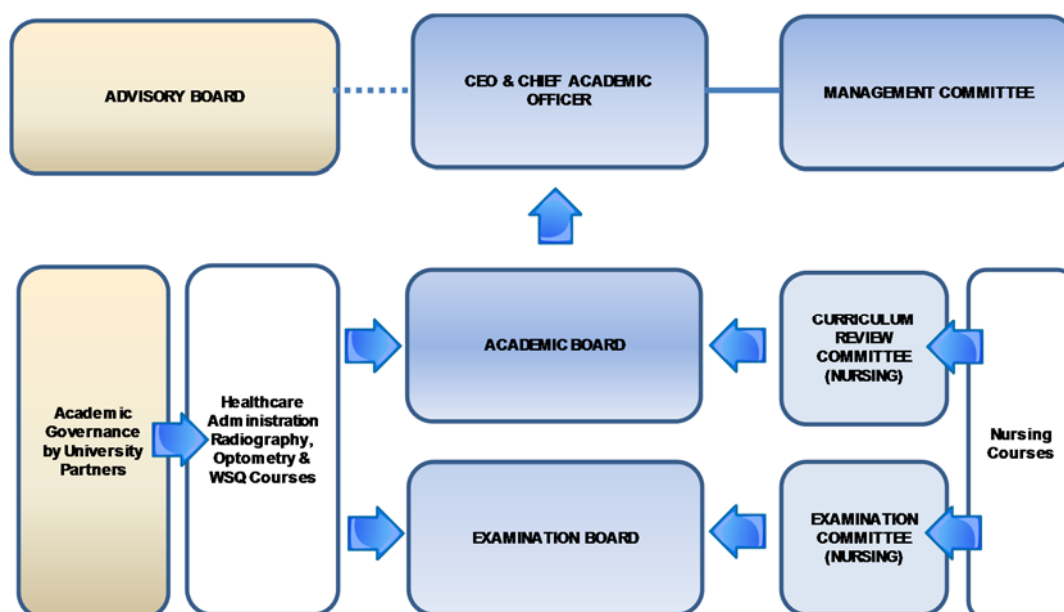 ADVISORY BOARD
CEO & CHIEF ACADEMIC
OFFICER
MANAGEMENT COMMITTEE
Academic
Governance
by University
Partners
Healthcare
Administration
Radiography,
Optometry &
WSQ Courses
ACADEMIC BOARD
CURRICULUM
REVIEW
COMMITTEE
(NURSING)
Nursing
Courses
EXAMINATION BOARD
EXAMINATION
COMMITTEE
(NURSING)